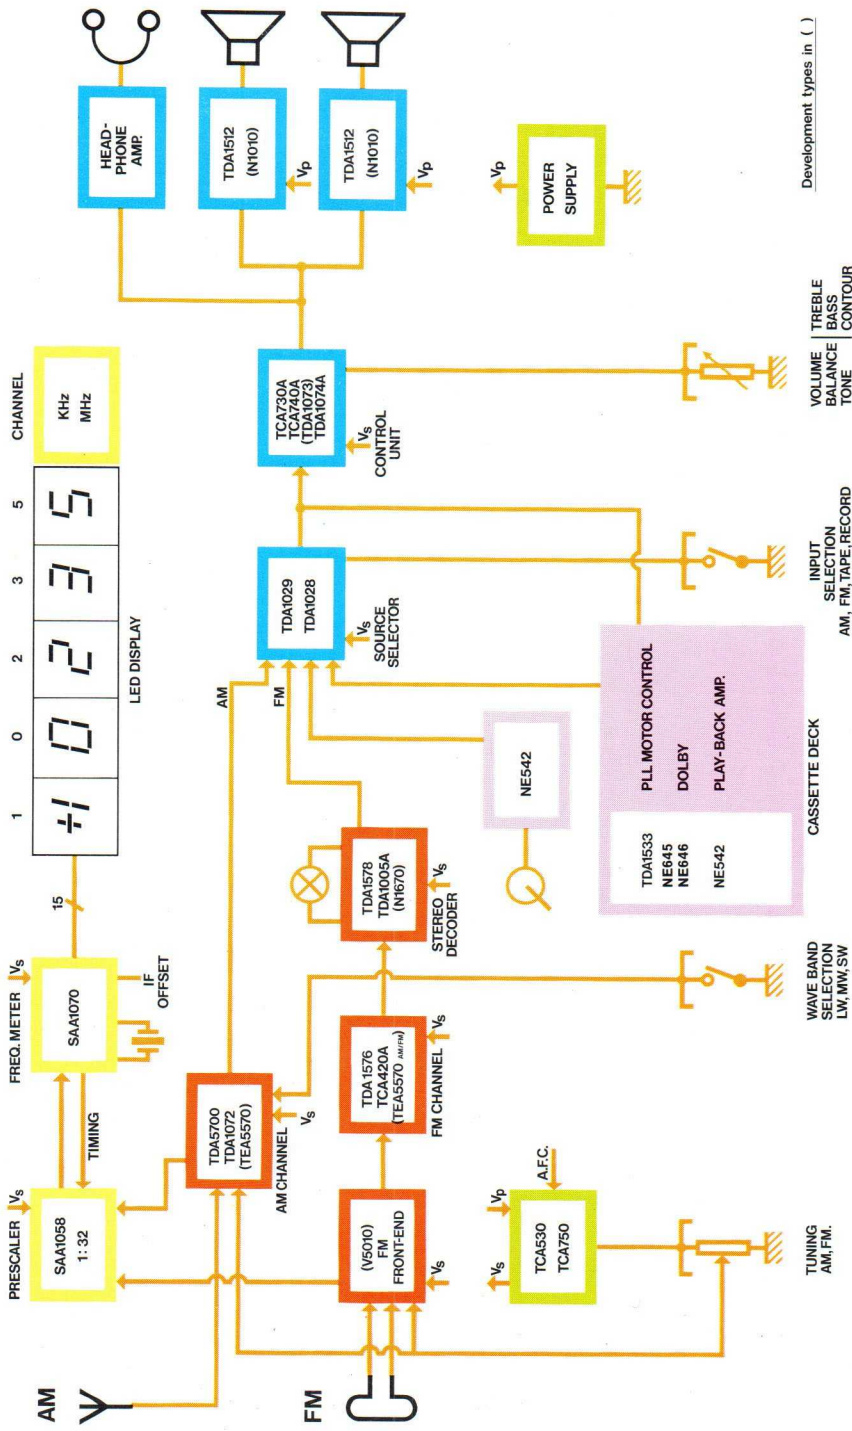 AM
FM
PRESCALER
Vs
SAA1058
1:32
TIMING
FREQ. METER
Vs
SAA1070
IF
OFFSET
15
1 0 2 3 5
÷1 0 2 3 5
LED DISPLAY
CHANNEL
KHz
MHz
TDA5700
TDA1072
(TEA5570)
AM CHANNEL
Vs
AM
FM
(V5010)
FM
FRONT-END
Vs
TDA1576
TCA420A
(TEA5570 AM/FM)
FM CHANNEL
Vs
TDA1578
TDA1005A
(N1670)
STEREO
DECODER
Vs
TDA1029
TDA1028
SOURCE
SELECTOR
Vs
TCA730A
TCA740A
(TDA1073)
TDA1074A
CONTROL
UNIT
Vs
HEAD-
PHONE
AMP.
TDA1512
(N1010)
Vp
TDA1512
(N1010)
Vp
NE542
Vs
Vp
A.F.C.
TCA530
TCA750
Vp
POWER
SUPPLY
TDA1533 PLL MOTOR CONTROL
NE645
NE646 DOLBY
NE542 PLAY-BACK AMP.
CASSETTE DECK
TUNING
AM, FM.
WAVE BAND
SELECTION
LW, MW, SW
INPUT
SELECTION
AM, FM, TAPE, RECORD
VOLUME
BALANCE
TONE
TREBLE
BASS
CONTOUR
Development types in ( )